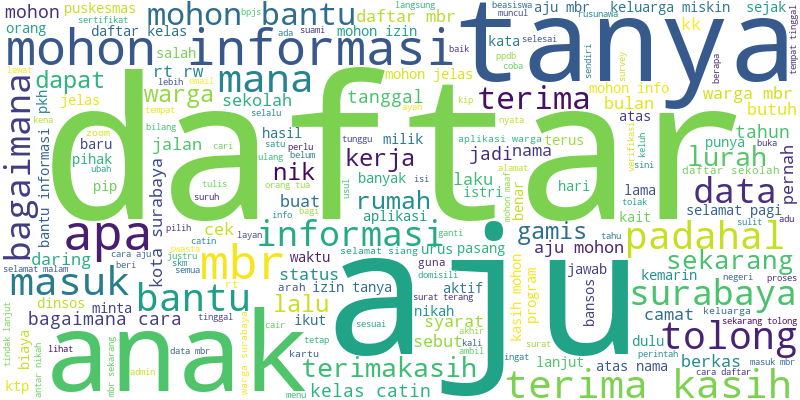 mohon
puskesmas
mohon bantu
daftar mbr
bpjs
langsung
beasiswa
muncul
rusunawa
aju mbr
keluarga miskin
sejak
tempat tinggal
sertifikat
orang
daftar kelas
ada
suami
mohon izin
baik
kata
selesai
sendiri
kk
mohon informasi
tanya
salah
ppdb
coba
survey
berapa
lewat
rt rw
mana
mohon jelas
kip
mohon info
warga mbr
dapat
lebih
email
warga
sekolah
tanggal
terima
bulan
butuh
bagaimana
pkh
jelas
tempat
daftar
ayah
nyata
atas
kena
zoom
bilang
selalu
hasil
milik
aplikasi warga
terus
verifikasi
keluh
tahun
baru
jalan
cari
satu
perlu
tunggu
jadi
nama
punya
buka
pihak
ubah
ulang
belum
kerja
lurah
sini
pernah
bantu informasi
pip
kota surabaya
nik
orang tua
banyak
isi
laku
alamat
hari
lama
data
daftar sekolah
tulis
suruh
buat
usul
rumah
istri
mohon maaf
benar
kait
tolak
selamat pagi
apa
pilih
info
bagi
aplikasi
gamis
tahu
sulit
adu
padahal
cek
layan
informasi
ganti
urus
pasang
aju mohon
daring
cara aju
catin
swasta
waktu
selamat siang
guna
kemarin
negeri
proses
sekarang
selamat malam
beri
justru
skm
semua
mbr
status
domisili
aju
jawab
bansos
kasih mohon
program
masuk
rt
arah
izin tanya
aktif
surat terang
surabaya
dinsos
minta
bantu
lalu
nikah
camat
keluarga
sekarang tolong
tindak lanjut
biaya
bagaimana cara
tinggal
warga surabaya
cair
ikut
sesuai
syarat
akhir
tolong
lihat
anak
sebut
kali
surat
dulu
perintah
antar nikah
mbr sekarang
data mbr
tetap
terimakasih
ambil
ingat
lanjut
berkas
masuk mbr
ktp
admin
kartu
menu
kelas catin
terima kasih
atas nama
cara daftar